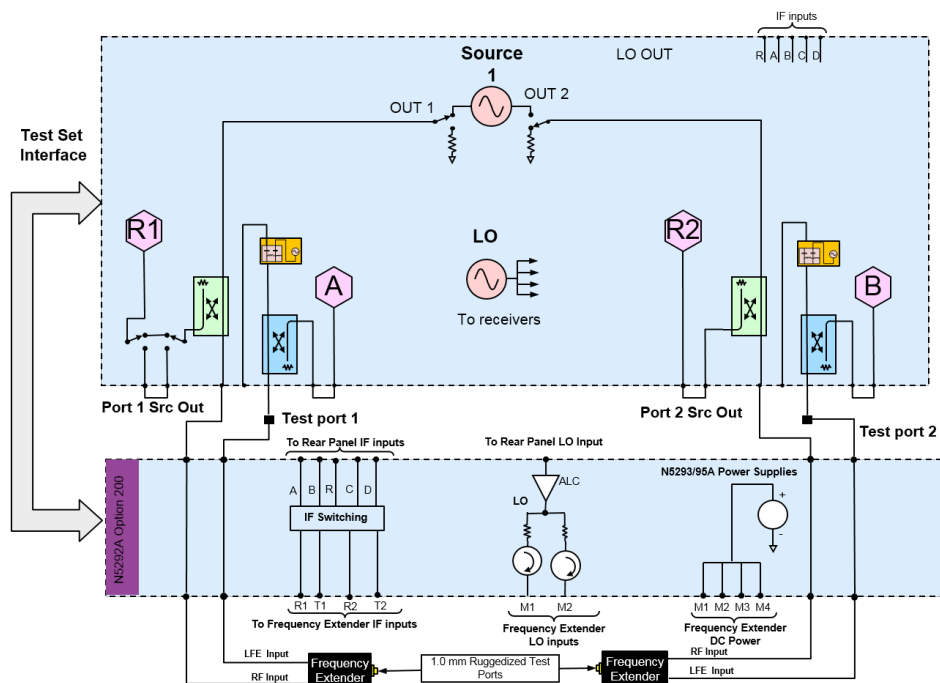 IF inputs
R A B C D
LO OUT
Source
1
OUT 1
OUT 2
Test Set
Interface
R1
A
LO
To receivers
R2
B
Port 1 Src Out
Test port 1
Port 2 Src Out
Test port 2
To Rear Panel IF inputs
To Rear Panel LO Input
N5293/95A Power Supplies
N5292A Option 200
A B R C D
IF Switching
ALC
LO
+
-
R1 T1 R2 T2
To Frequency Extender IF inputs
M1 M2
Frequency Extender
LO inputs
M1 M2 M3 M4
Frequency Extender
DC Power
LFE Input
RF Input
Frequency
Extender
1.0 mm Ruggedized Test
Ports
Frequency
Extender
RF Input
LFE Input